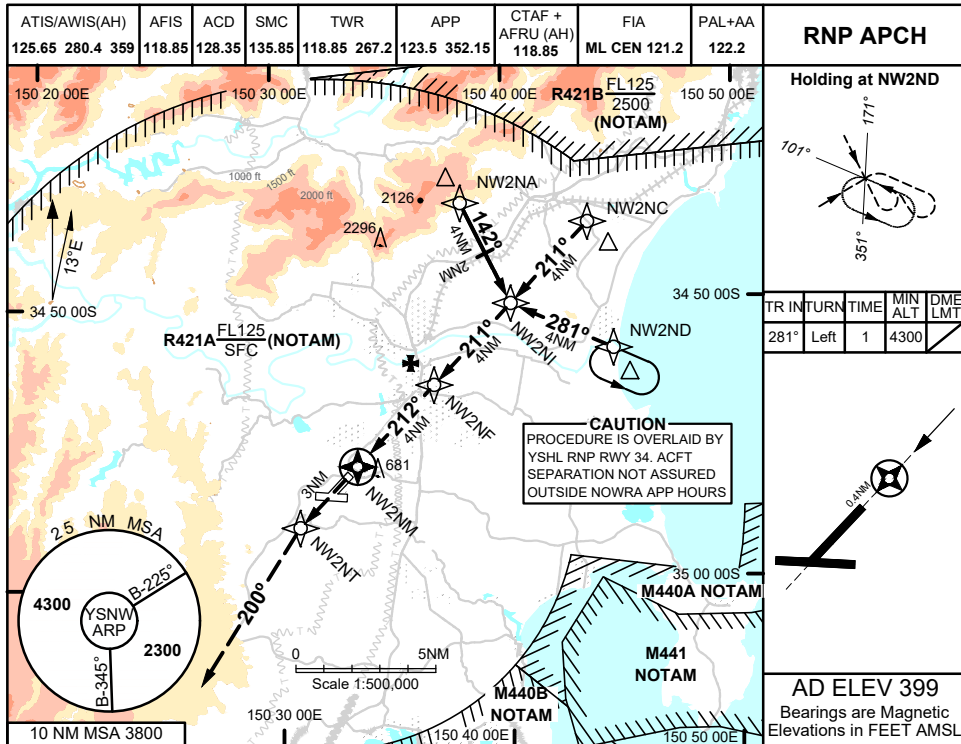 ATIS/AWIS(AH)
125.65 280.4 359
AFIS
118.85
ACD
128.35
SMC
135.85
TWR
118.85 267.2
APP
123.5 352.15
CTAF +
AFRU (AH)
118.85
FIA
ML CEN 121.2
PAL+AA
122.2
RNP APCH
150 20 00E
150 30 00E
150 40 00E
150 50 00E
R421B FL125
2500
(NOTAM)
1000 ft
1500 ft
2000 ft
2126
2296
NW2NA
NW2NC
142°
4NM
2NM
211°
4NM
13°E
34 50 00S
34 50 00S
NW2NI
281°
4NM
NW2ND
R421A FL125 (NOTAM)
SFC
211°
4NM
NW2NF
212°
4NM
681
NW2NM
3NM
NW2NT
200°
CAUTION
PROCEDURE IS OVERLAID BY
YSHL RNP RWY 34. ACFT
SEPARATION NOT ASSURED
OUTSIDE NOWRA APP HOURS
25 NM MSA
B-225°
4300
YSNW
ARP
2300
B-345°
10 NM MSA 3800
0 5NM
Scale 1:500,000
35 00 00S
M440A NOTAM
M441
NOTAM
M440B
NOTAM
150 30 00E
150 40 00E
150 50 00E
Holding at NW2ND
171°
101°
351°
TR IN TURN TIME MIN ALT DME LMT
281° Left 1 4300
0.4NM
AD ELEV 399
Bearings are Magnetic
Elevations in FEET AMSL